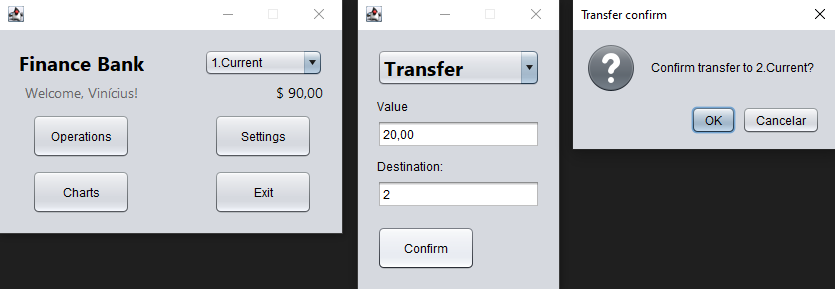 Finance Bank
1.Current
Welcome, Vinícius!
$ 90,00
Operations
Settings
Charts
Exit
Transfer
Value
20,00
Destination:
2
Confirm
Transfer confirm
Confirm transfer to 2.Current?
OK
Cancelar